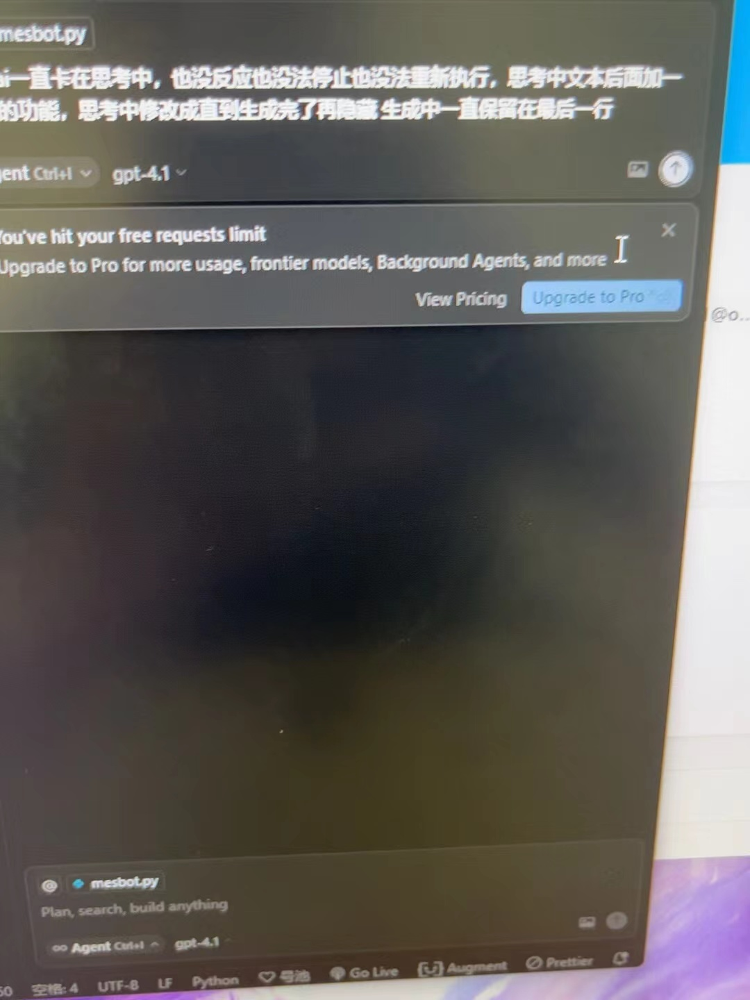 mesbot.py
ai一直卡在思考中，也没反应也没法停止也没法重新执行，思考中文本后面加一
的功能，思考中修改成直到生成完了再隐藏 生成中一直保留在最后一行
gent Ctrl+I
gpt-4.1
You've hit your free requests limit
Upgrade to Pro for more usage, frontier models, Background Agents, and more
View Pricing
Upgrade to Pro
@o...
@ mesbot.py
Plan, search, build anything
∞ Agent Ctrl+I
gpt-4.1
空格: 4 UTF-8 LF Python 号池 Go Live Augment Prettier